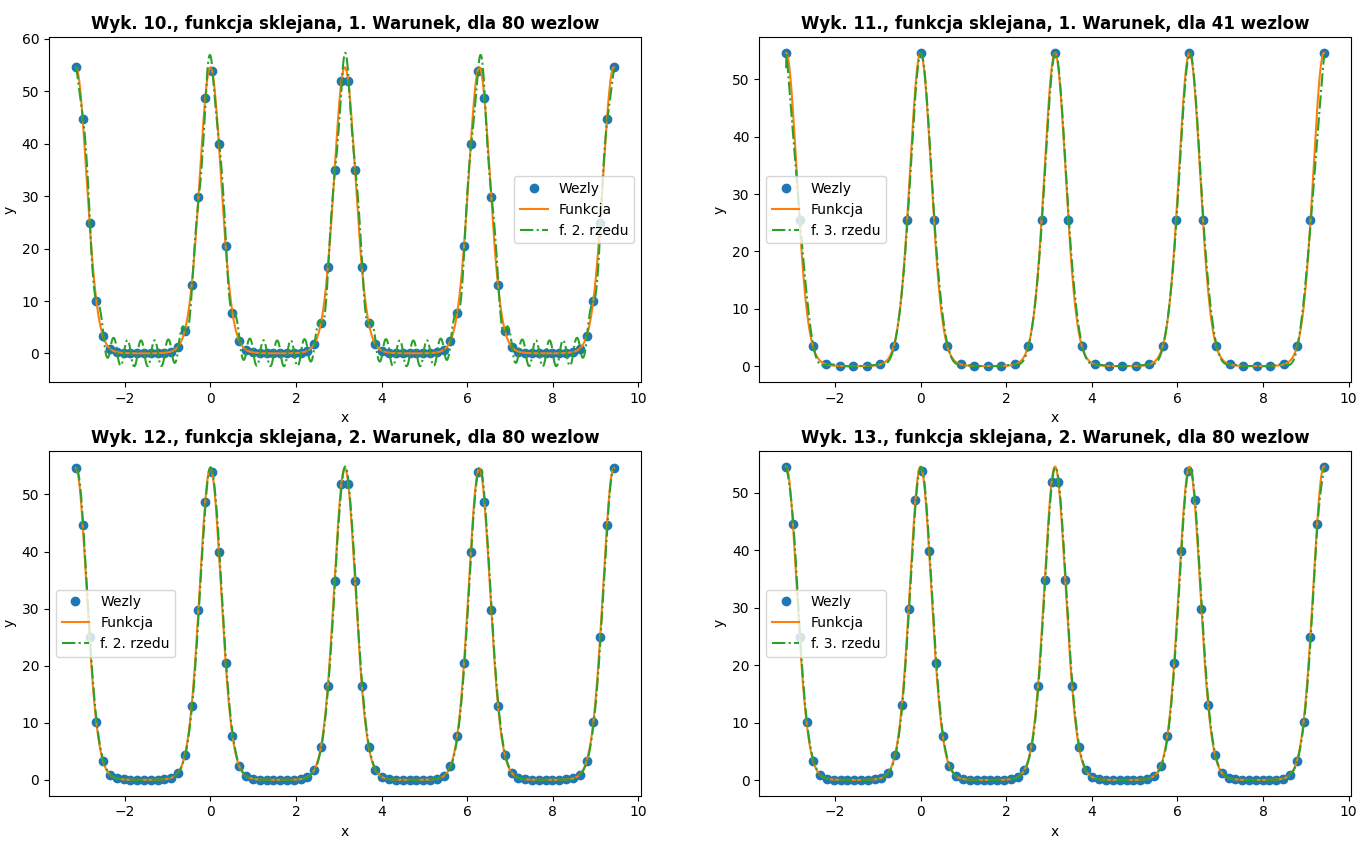 Wyk. 10., funkcja sklejana, 1. Warunek, dla 80 wezlow
60
50
40
30
20
10
0
y
Wezly
Funkcja
f. 2. rzedu
−2 0 2 4 6 8 10
x
Wyk. 11., funkcja sklejana, 1. Warunek, dla 41 wezlow
50
40
30
20
10
0
y
Wezly
Funkcja
f. 3. rzedu
−2 0 2 4 6 8 10
x
Wyk. 12., funkcja sklejana, 2. Warunek, dla 80 wezlow
50
40
30
20
10
0
y
Wezly
Funkcja
f. 2. rzedu
−2 0 2 4 6 8 10
x
Wyk. 13., funkcja sklejana, 2. Warunek, dla 80 wezlow
50
40
30
20
10
0
y
Wezly
Funkcja
f. 3. rzedu
−2 0 2 4 6 8 10
x